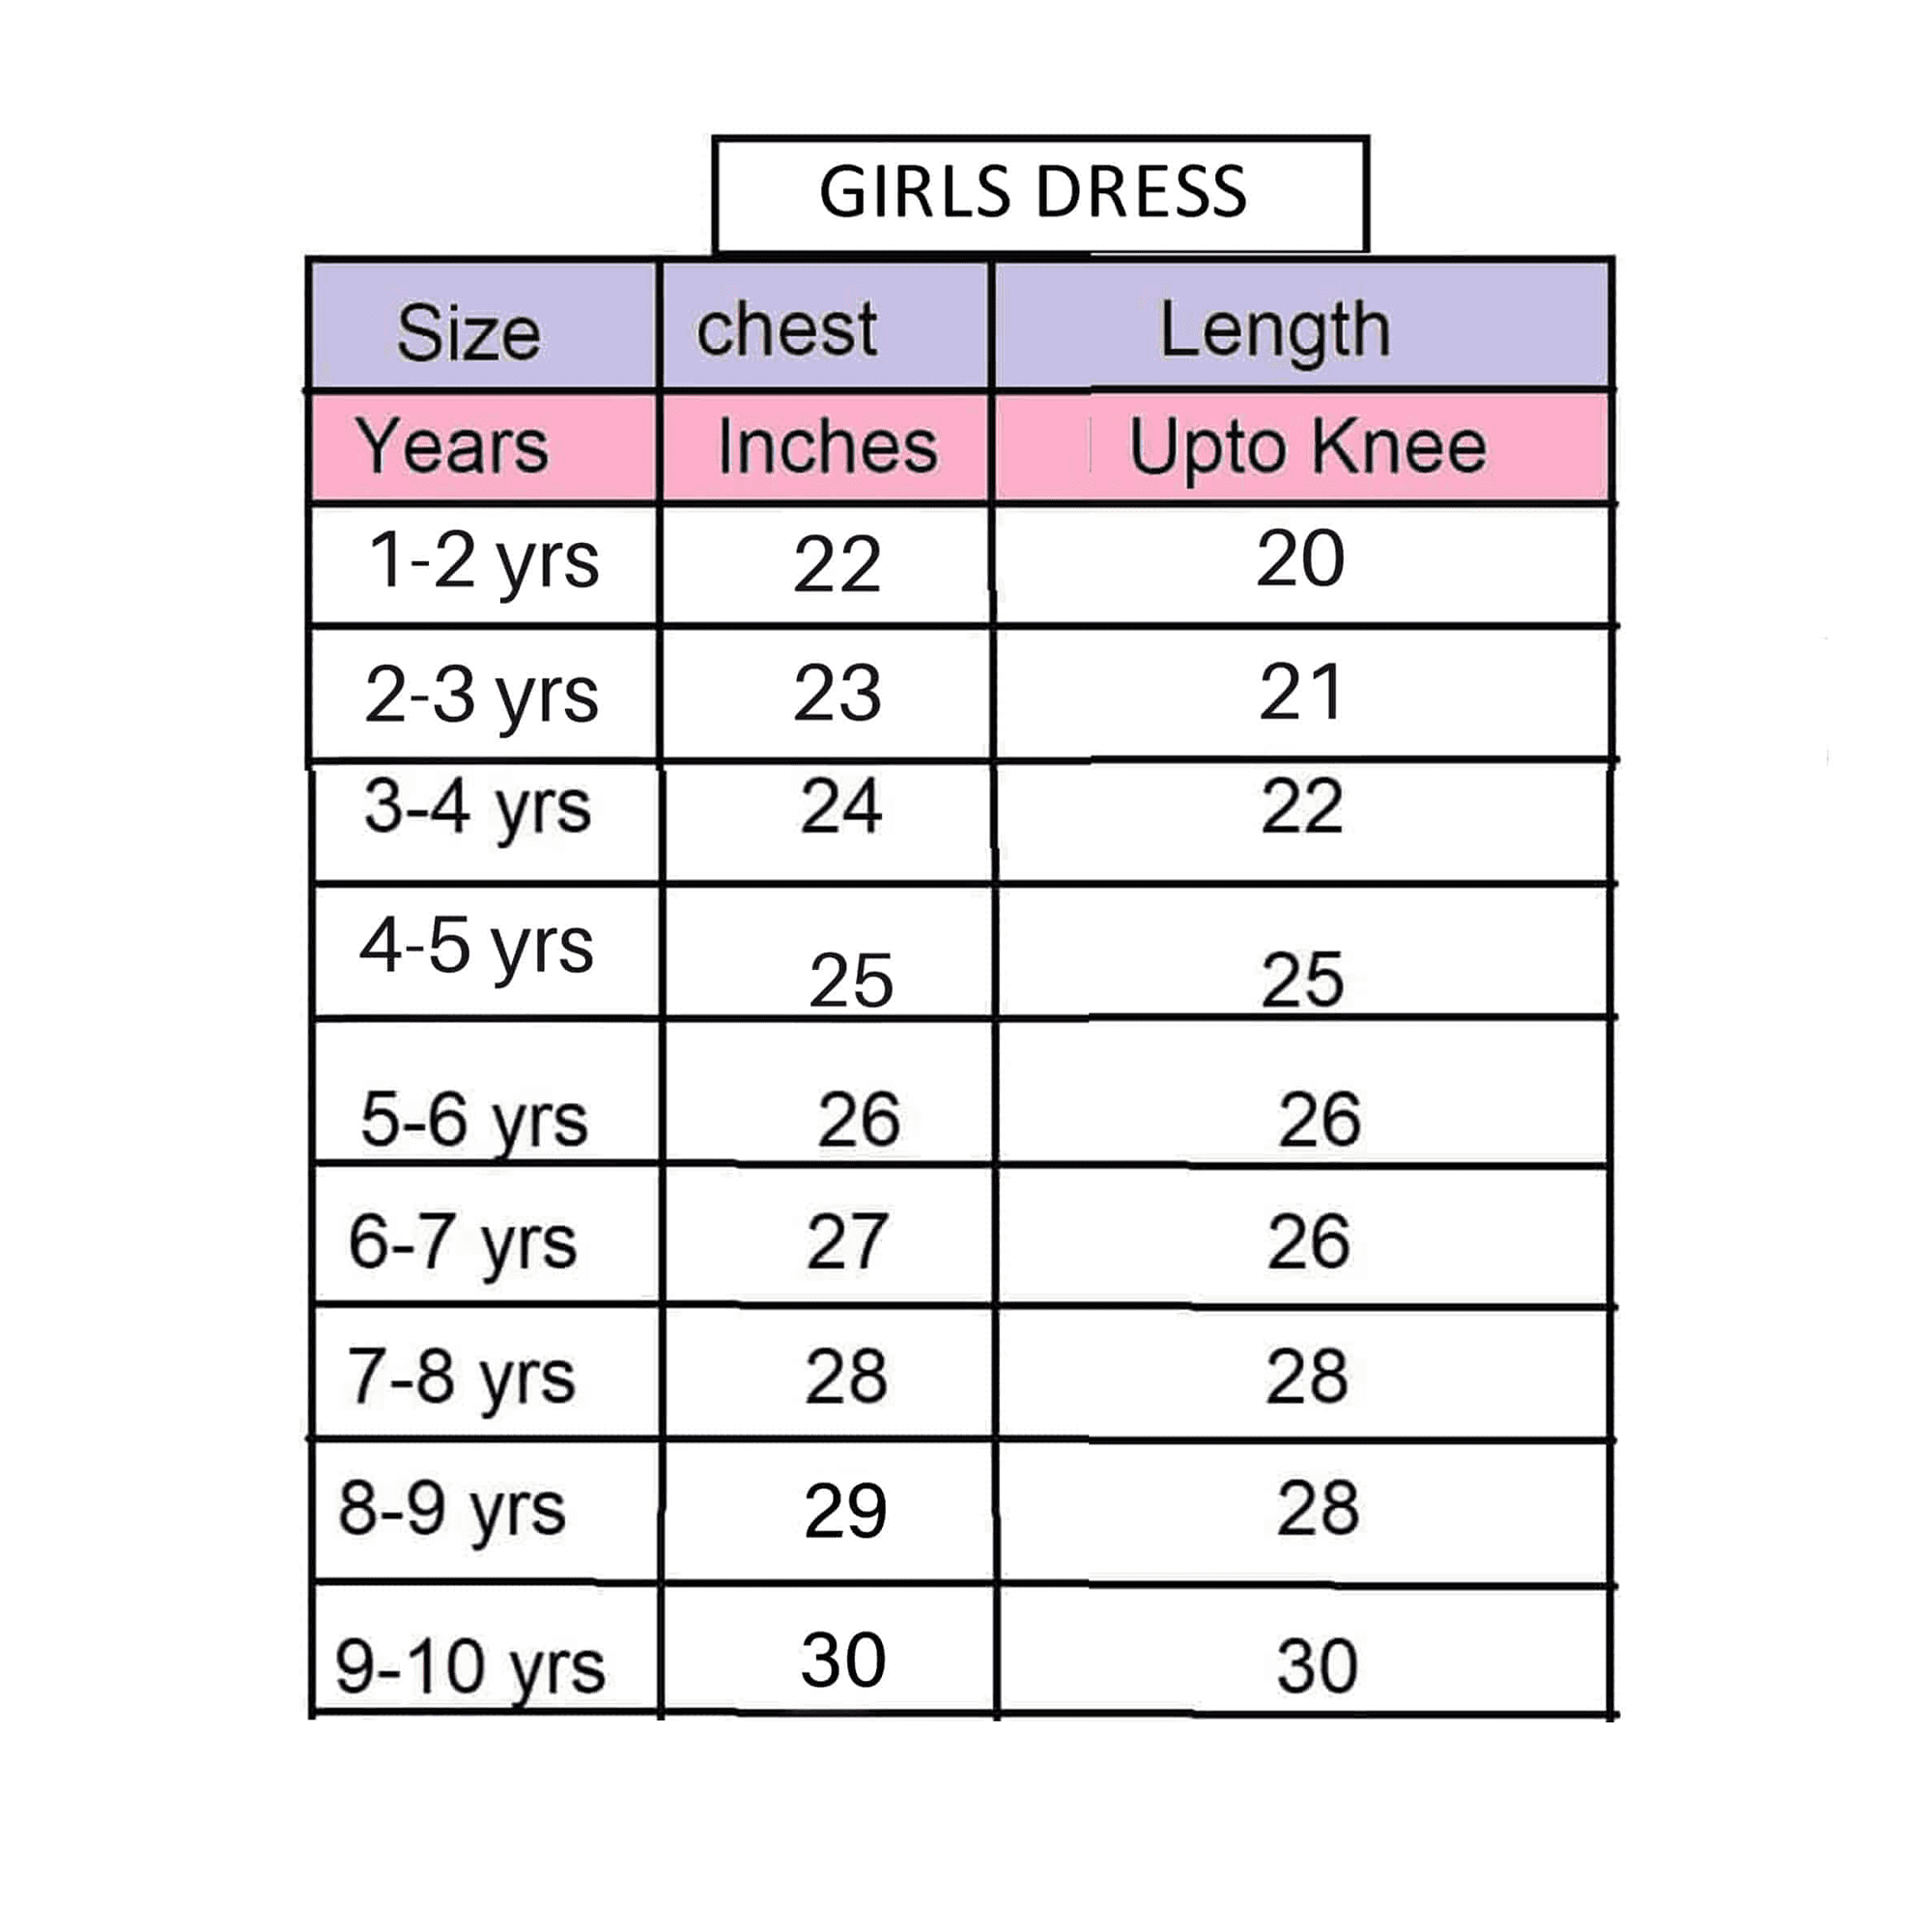 GIRLS DRESS
Size chest Length
Years Inches Upto Knee
1-2 yrs 22 20
2-3 yrs 23 21
3-4 yrs 24 22
4-5 yrs 25 25
5-6 yrs 26 26
6-7 yrs 27 26
7-8 yrs 28 28
8-9 yrs 29 28
9-10 yrs 30 30